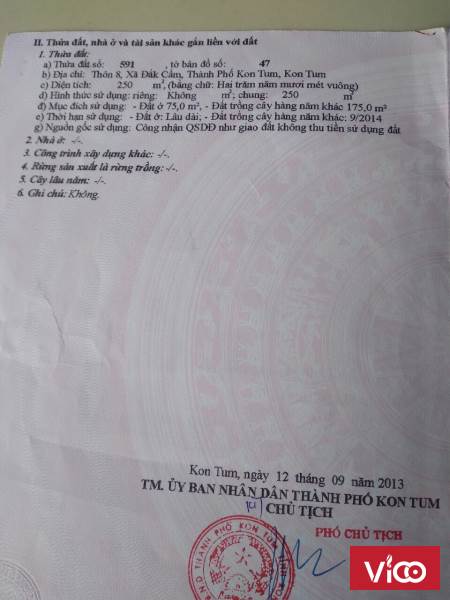 II. Thửa đất, nhà ở và tài sản khác gắn liền với đất
1. Thửa đất:
a) Thửa đất số: 591 , tờ bản đồ số: 47
b) Địa chỉ: Thôn 8, Xã Đăk Cấm, Thành Phố Kon Tum, Kon Tum
c) Diện tích: 250 m², (bằng chữ: Hai trăm năm mươi mét vuông)
d) Hình thức sử dụng: riêng: Không m²; chung: 250 m²
đ) Mục đích sử dụng: - Đất ở 75,0 m², - Đất trồng cây hàng năm khác 175,0 m²
e) Thời hạn sử dụng: - Đất ở: Lâu dài; - Đất trồng cây hàng năm khác: 9/2014
g) Nguồn gốc sử dụng: Công nhận QSDĐ như giao đất không thu tiền sử dụng đất
2. Nhà ở: -/-.
3. Công trình xây dựng khác: -/-.
4. Rừng sản xuất là rừng trồng: -/-.
5. Cây lâu năm: -/-.
6. Ghi chú: Không.
Kon Tum, ngày 12 tháng 09 năm 2013
TM. ỦY BAN NHÂN DÂN THÀNH PHỐ KON TUM
CHỦ TỊCH
PHÓ CHỦ TỊCH
U.B.N.D THÀNH PHỐ KON TUM
ViCO